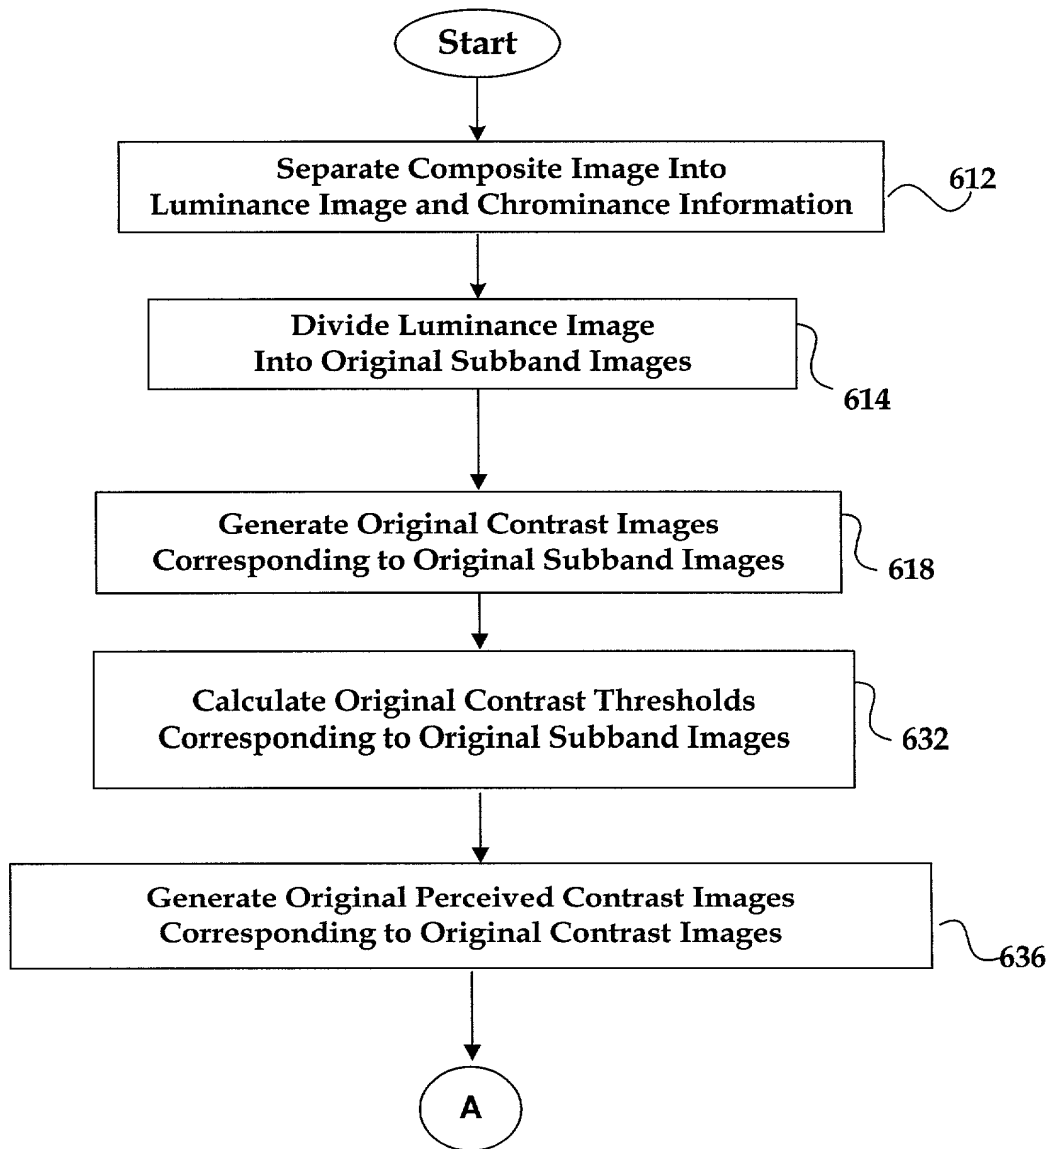 Start
Separate Composite Image Into
Luminance Image and Chrominance Information
612
Divide Luminance Image
Into Original Subband Images
614
Generate Original Contrast Images
Corresponding to Original Subband Images
618
Calculate Original Contrast Thresholds
Corresponding to Original Subband Images
632
Generate Original Perceived Contrast Images
Corresponding to Original Contrast Images
636
A